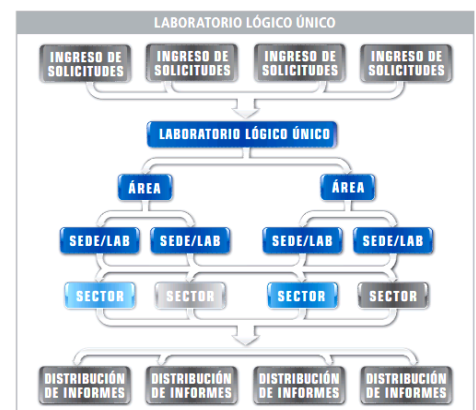 LABORATORIO LÓGICO ÚNICO
INGRESO DE
SOLICITUDES
INGRESO DE
SOLICITUDES
INGRESO DE
SOLICITUDES
INGRESO DE
SOLICITUDES
LABORATORIO LÓGICO ÚNICO
ÁREA
ÁREA
SEDE/LAB
SEDE/LAB
SEDE/LAB
SEDE/LAB
SECTOR
SECTOR
SECTOR
SECTOR
DISTRIBUCIÓN
DE INFORMES
DISTRIBUCIÓN
DE INFORMES
DISTRIBUCIÓN
DE INFORMES
DISTRIBUCIÓN
DE INFORMES